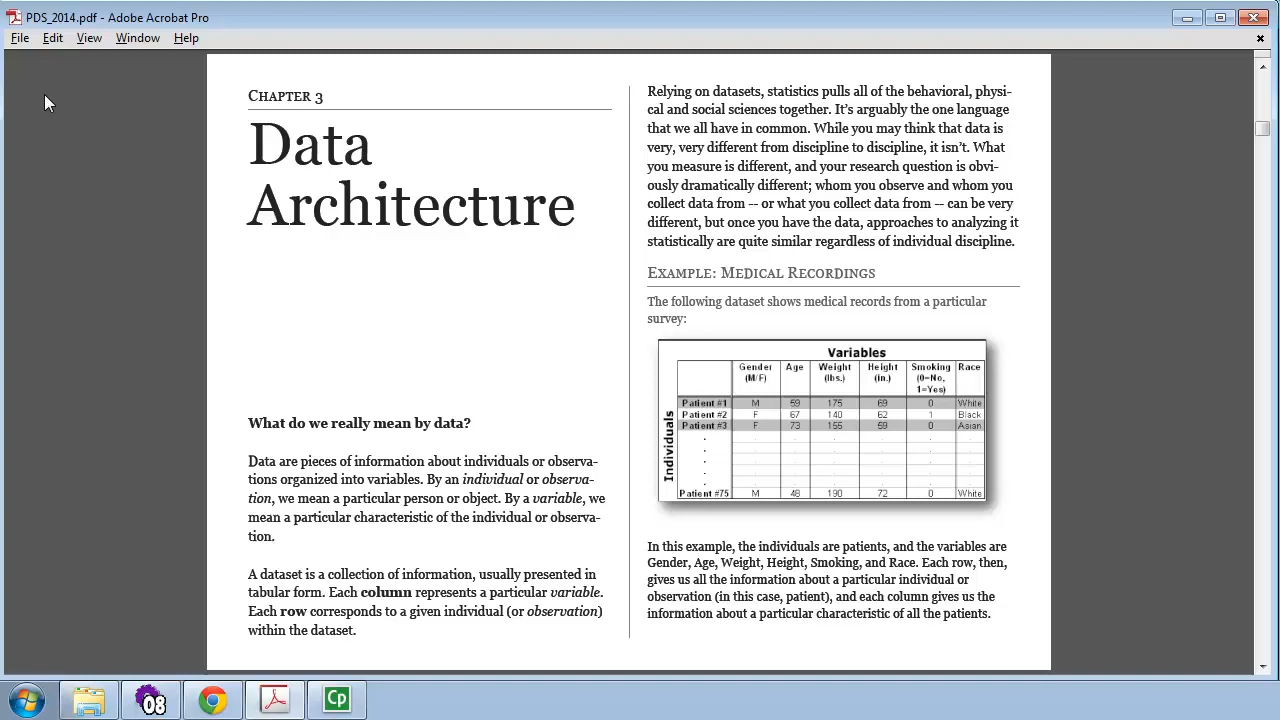 PDS_2014.pdf - Adobe Acrobat Pro
File Edit View Window Help
CHAPTER 3
Data
Architecture
What do we really mean by data?
Data are pieces of information about individuals or observa-
tions organized into variables. By an individual or observa-
tion, we mean a particular person or object. By a variable, we
mean a particular characteristic of the individual or observa-
tion.
A dataset is a collection of information, usually presented in
tabular form. Each column represents a particular variable.
Each row corresponds to a given individual (or observation)
within the dataset.
Relying on datasets, statistics pulls all of the behavioral, physi-
cal and social sciences together. It's arguably the one language
that we all have in common. While you may think that data is
very, very different from discipline to discipline, it isn't. What
you measure is different, and your research question is obvi-
ously dramatically different; whom you observe and whom you
collect data from -- or what you collect data from -- can be very
different, but once you have the data, approaches to analyzing it
statistically are quite similar regardless of individual discipline.
EXAMPLE: MEDICAL RECORDINGS
The following dataset shows medical records from a particular
survey:
Variables
Gender Age Weight Height Smoking Race
(M/F) (lbs.) (in.) (0=No,
1=Yes)
Individuals
Patient #1 M 59 175 69 0 White
Patient #2 F 67 140 62 1 Black
Patient #3 F 73 155 59 0 Asian
Patient #75 M 48 190 72 0 White
In this example, the individuals are patients, and the variables are
Gender, Age, Weight, Height, Smoking, and Race. Each row, then,
gives us all the information about a particular individual or
observation (in this case, patient), and each column gives us the
information about a particular characteristic of all the patients.
08
Cp